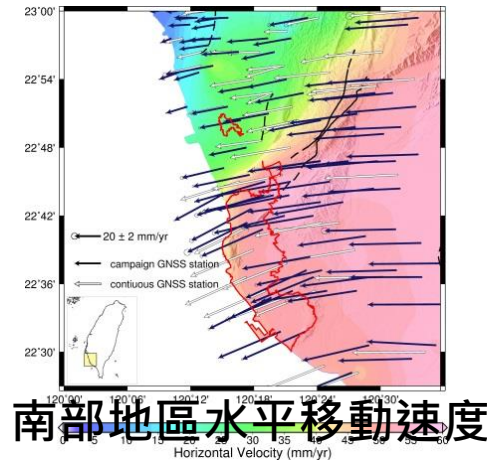 23°00'
22°54'
22°48'
22°42'
20 ± 2 mm/yr
campaign GNSS station
contiuous GNSS station
22°36'
22°30'
120°00' 120°06' 120°12' 120°18' 120°24' 120°30'
南部地區水平移動速度
0 5 10 15 20 25 30 35 40 45 50 55 60
Horizontal Velocity (mm/yr)